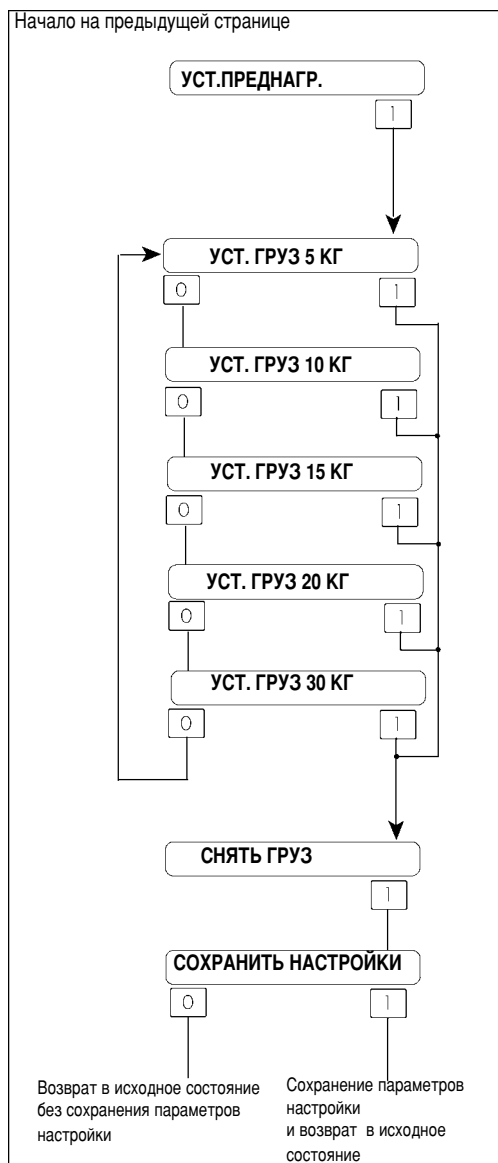 Начало на предыдущей странице
УСТ.ПРЕДНАГР.
1
УСТ. ГРУЗ 5 КГ
0 1
УСТ. ГРУЗ 10 КГ
0 1
УСТ. ГРУЗ 15 КГ
0 1
УСТ. ГРУЗ 20 КГ
0 1
УСТ. ГРУЗ 30 КГ
0 1
СНЯТЬ ГРУЗ
1
СОХРАНИТЬ НАСТРОЙКИ
0 1
Возврат в исходное состояние
без сохранения параметров
настройки
Сохранение параметров
настройки
и возврат в исходное
состояние